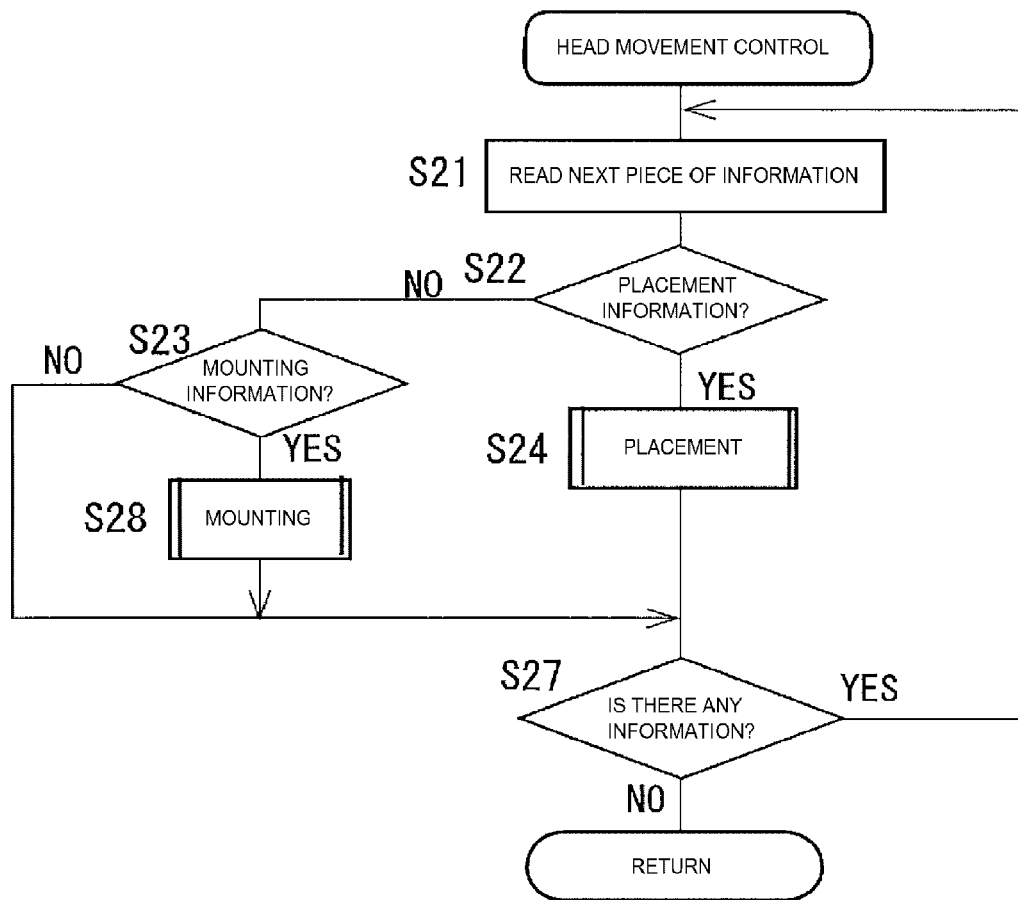 HEAD MOVEMENT CONTROL
S21
READ NEXT PIECE OF INFORMATION
S22
PLACEMENT
INFORMATION?
NO
S23
MOUNTING
INFORMATION?
NO
YES
YES
S24
PLACEMENT
S28
MOUNTING
S27
IS THERE ANY
INFORMATION?
YES
NO
RETURN